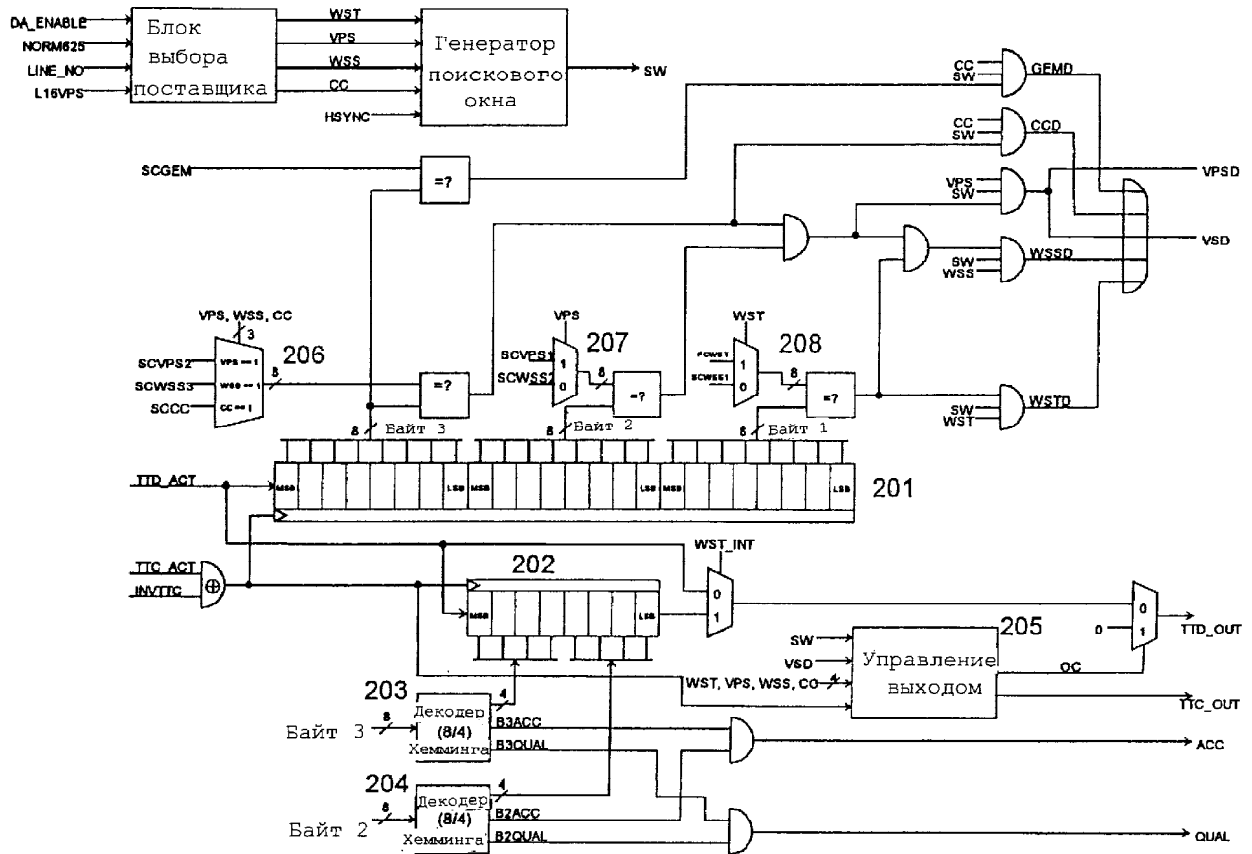 DA_ENABLE
NORM625
LINE_NO
L16VPS
Блок
выбора
поставщика
WST
VPS
WSS
CC
HSYNC
Генератор
поискового
окна
SW
CC
SW
GEMD
CC
SW
CCD
VPS
SW
VPSD
VSD
SW
WSS
WSSD
SCGEM
=?
VPS, WSS, CC
3
206
SCVPS2
SCWSS3
SCCC
VPS == 1
WSS == 1
CC == 1
8
=?
VPS
207
SCVPS1
SCWSS2
1
0
8
=?
WST
208
SCWSS1
1
0
8
=?
SW
WST
WSTD
8
Байт 3
8
Байт 2
8
Байт 1
TTD_ACT
MSB
LSB
MSB
LSB
MSB
LSB
201
TTC_ACT
INVTTC
202
MSB
LSB
WST_INT
0
1
SW
VSD
WST, VPS, WSS, CC
4
205
Управление
выходом
OC
0
0
1
TTD_OUT
TTC_OUT
203
Байт 3
8
Декодер
(8/4)
Хемминга
4
B3ACC
B3QUAL
ACC
204
Байт 2
8
Декодер
(8/4)
Хемминга
4
B2ACC
B2QUAL
QUAL